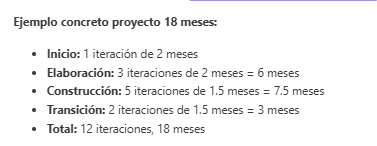 Ejemplo concreto proyecto 18 meses:
• Inicio: 1 iteración de 2 meses
• Elaboración: 3 iteraciones de 2 meses = 6 meses
• Construcción: 5 iteraciones de 1.5 meses = 7.5 meses
• Transición: 2 iteraciones de 1.5 meses = 3 meses
• Total: 12 iteraciones, 18 meses